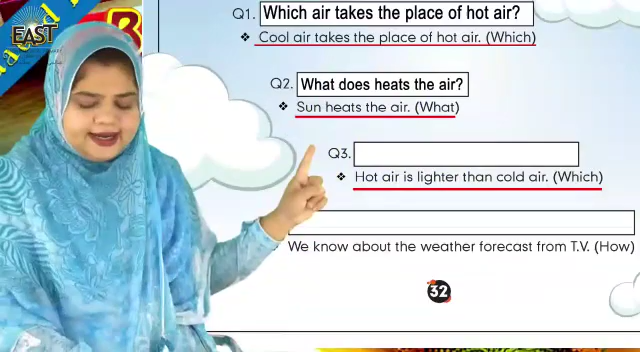 EAST
Q1. Which air takes the place of hot air?
❖ Cool air takes the place of hot air. (Which)
Q2. What does heats the air?
❖ Sun heats the air. (What)
Q3.
❖ Hot air is lighter than cold air. (Which)
We know about the weather forecast from T.V. (How)
32